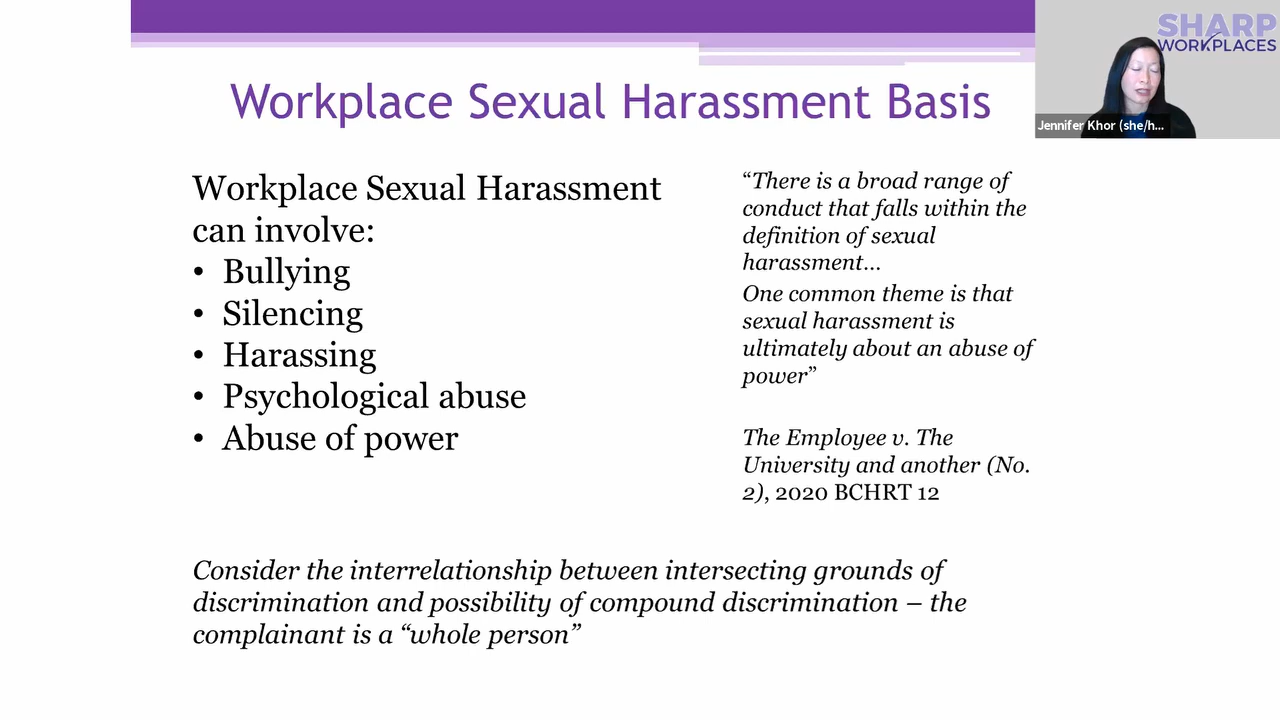 SHARP
WORKPLACES
Jennifer Khor (she/h...
Workplace Sexual Harassment Basis
Workplace Sexual Harassment
can involve:
• Bullying
• Silencing
• Harassing
• Psychological abuse
• Abuse of power
“There is a broad range of
conduct that falls within the
definition of sexual
harassment…
One common theme is that
sexual harassment is
ultimately about an abuse of
power”
The Employee v. The
University and another (No.
2), 2020 BCHRT 12
Consider the interrelationship between intersecting grounds of
discrimination and possibility of compound discrimination – the
complainant is a “whole person”